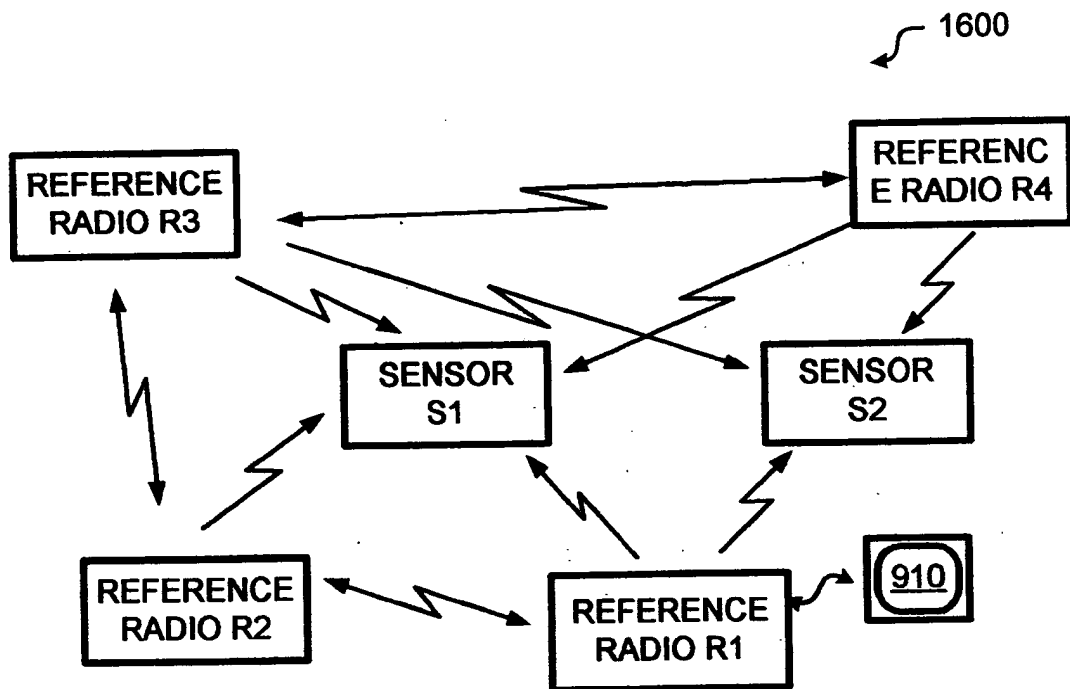 1600
REFERENCE
RADIO R3
REFERENC
E RADIO R4
SENSOR
S1
SENSOR
S2
REFERENCE
RADIO R2
REFERENCE
RADIO R1
910